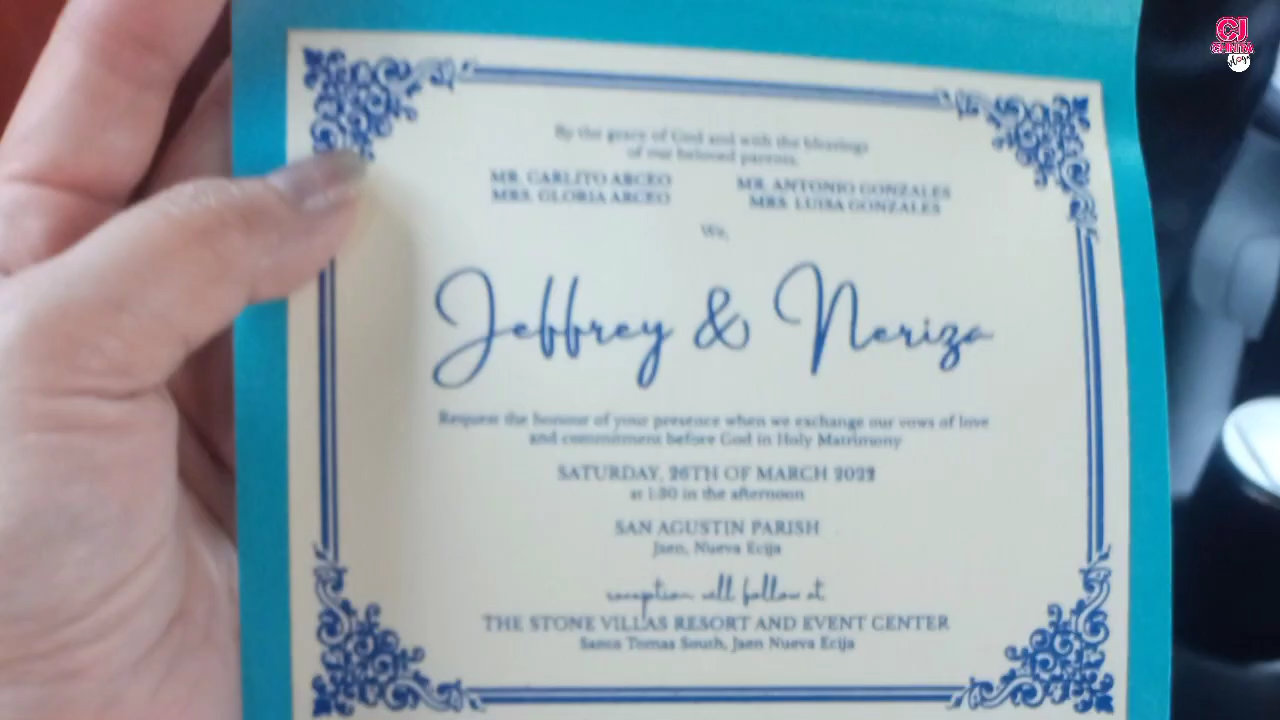 CJ
CHINITA
Vlogs
By the grace of God and with the blessings
of our beloved parents,
MR. CARLITO ARCEO
MRS. GLORIA ARCEO
MR. ANTONIO GONZALES
MRS. LUISA GONZALES
We,
Jeffrey & Neriza
Request the honour of your presence when we exchange our vows of love
and commitment before God in Holy Matrimony
SATURDAY, 26TH OF MARCH 2022
at 1:30 in the afternoon
SAN AGUSTIN PARISH
Jaen, Nueva Ecija
reception will follow at
THE STONE VILLAS RESORT AND EVENT CENTER
Santo Tomas South, Jaen Nueva Ecija